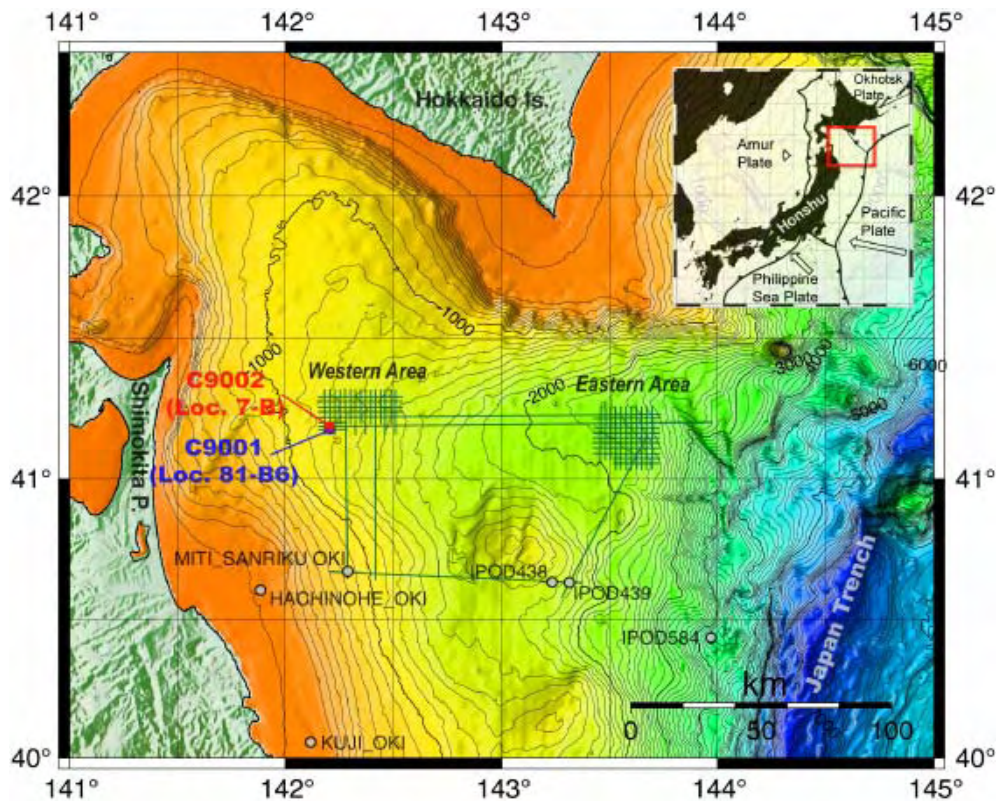 141° 142° 143° 144° 145°
Hokkaido Is.
Okhotsk
Plate
Amur
Plate
Honshu
Pacific
Plate
Philippine
Sea Plate
42° 42°
1000
1000
3000
6000
5000
2000
Western Area
Eastern Area
C9002
(Loc. 7-B)
C9001
(Loc. 81-B6)
Shimokita P.
41° 41°
MITI_SANRIKU OKI
IPOD438
IPOD439
HACHINOHE_OKI
IPOD584
Japan Trench
km
0 50 100
KUJI_OKI
40° 40°
141° 142° 143° 144° 145°